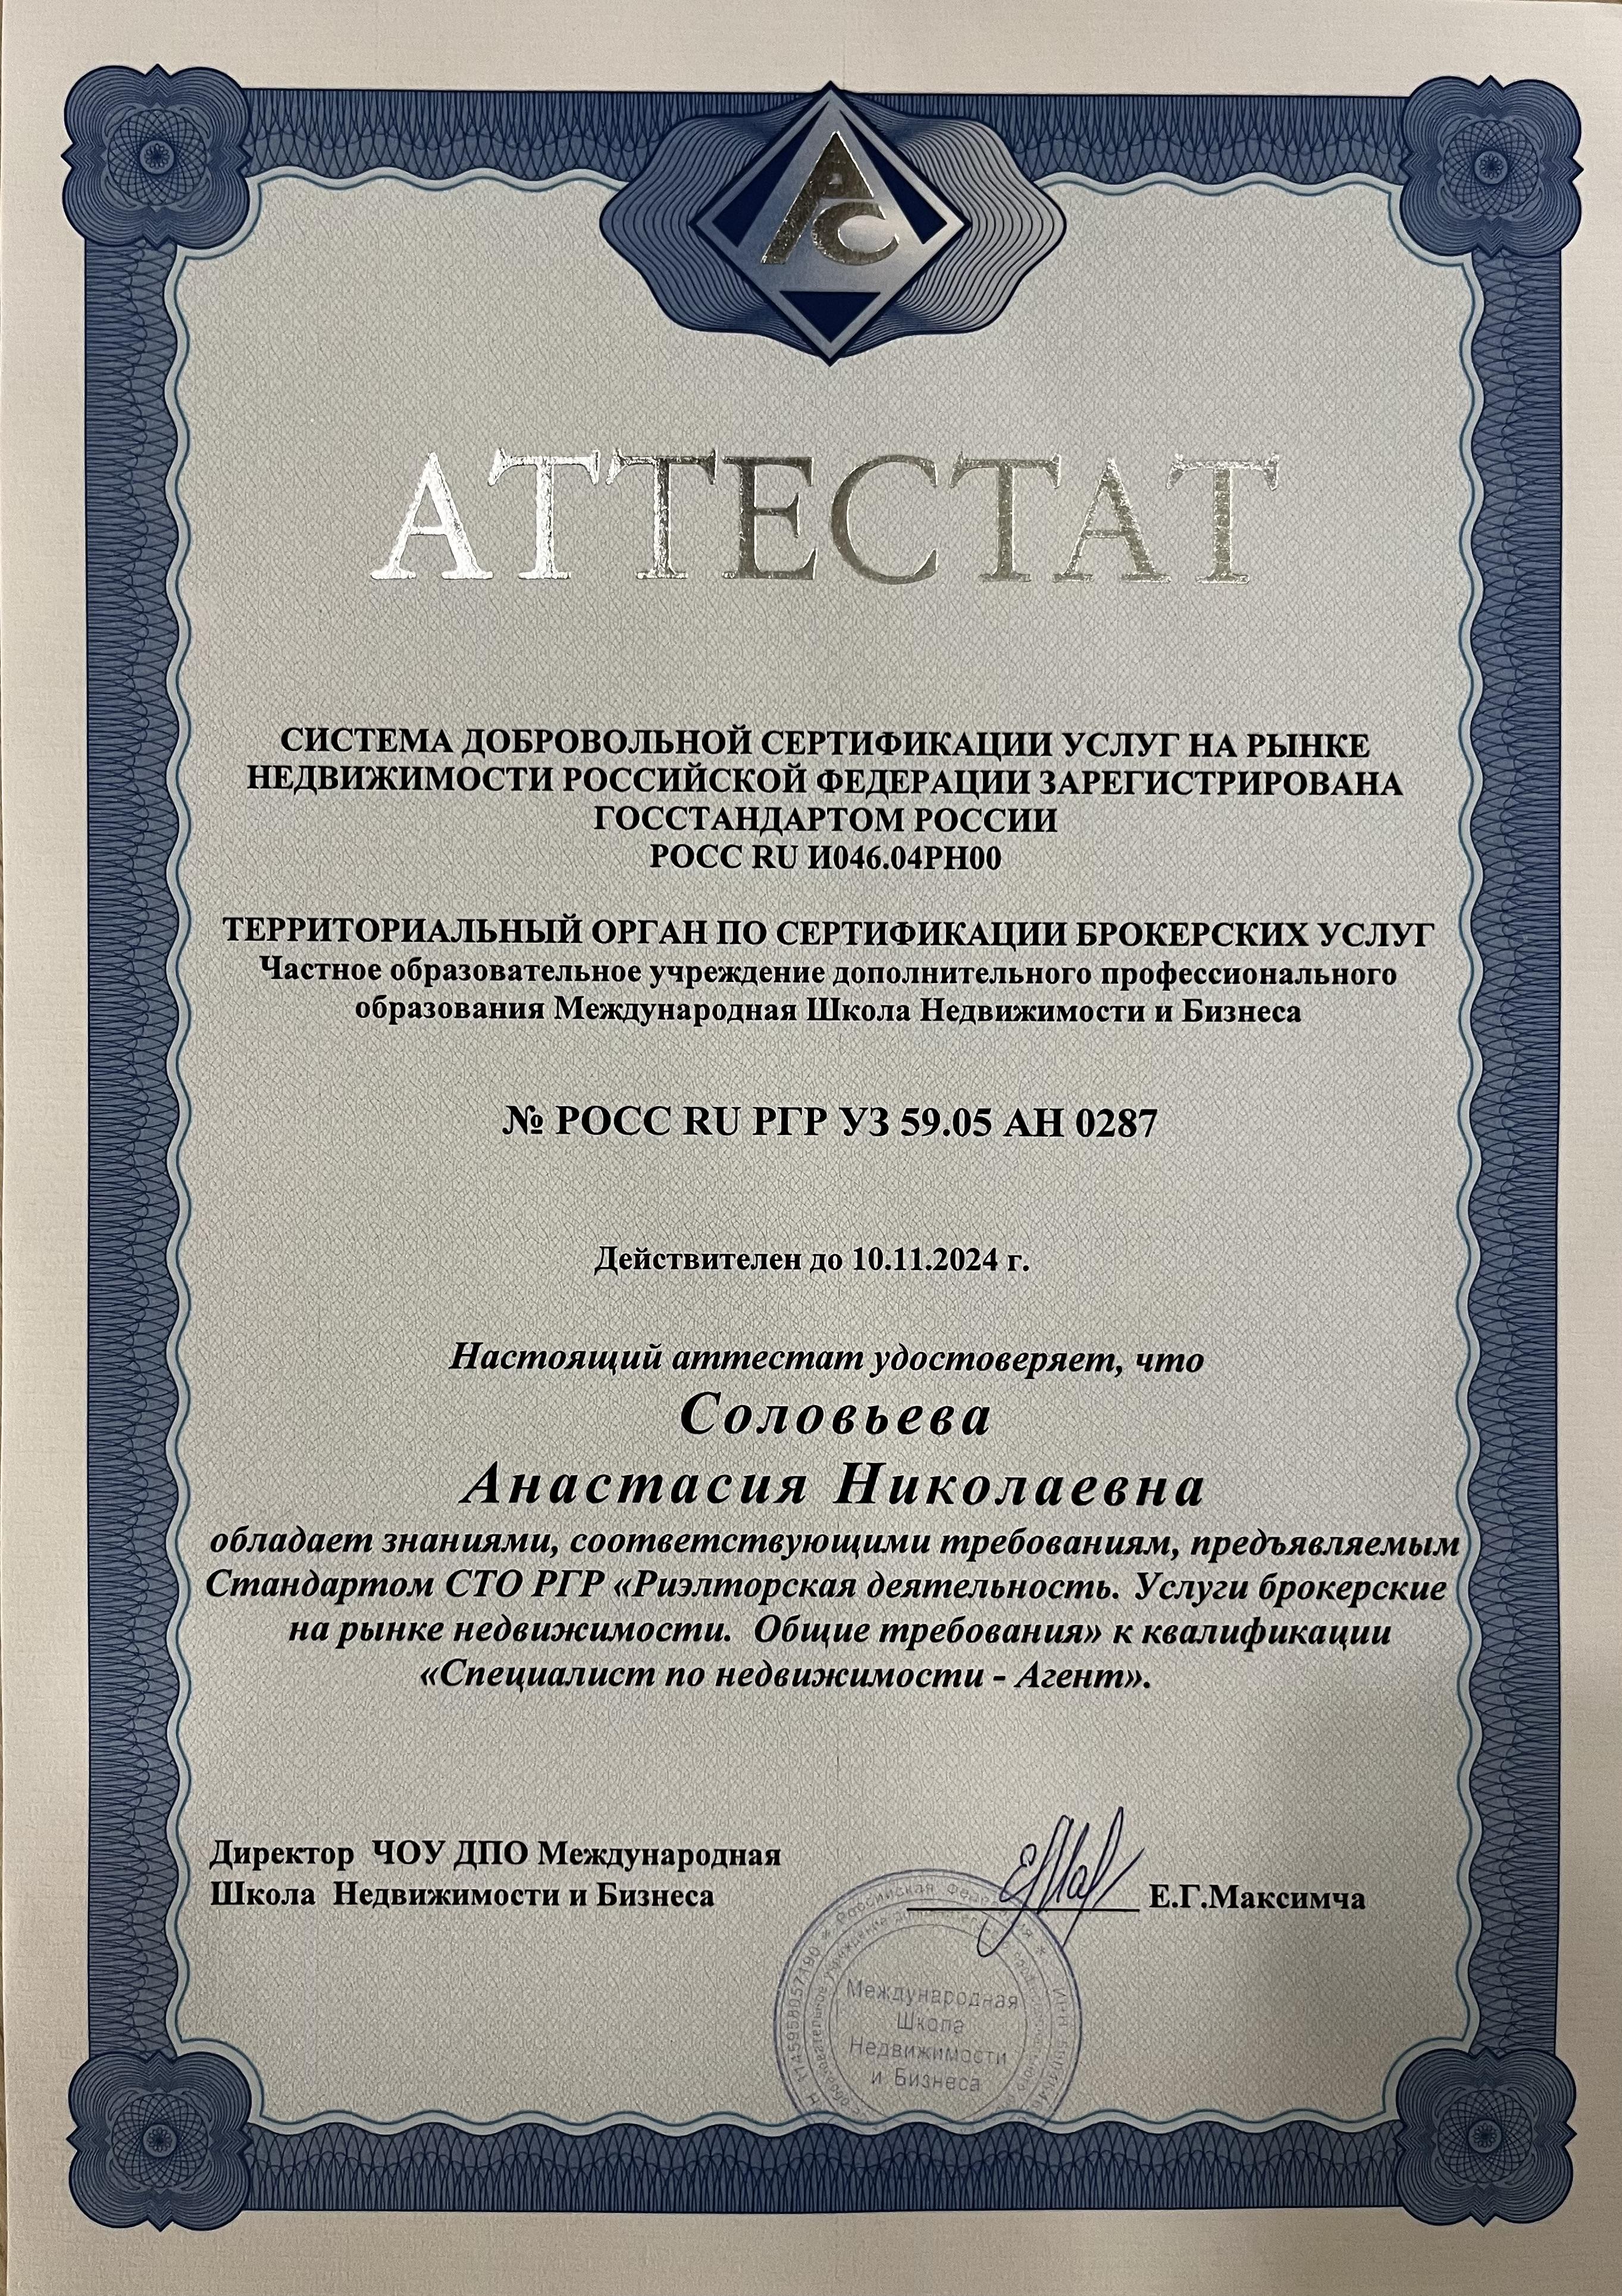 РС
АТТЕСТАТ
СИСТЕМА ДОБРОВОЛЬНОЙ СЕРТИФИКАЦИИ УСЛУГ НА РЫНКЕ
НЕДВИЖИМОСТИ РОССИЙСКОЙ ФЕДЕРАЦИИ ЗАРЕГИСТРИРОВАНА
ГОССТАНДАРТОМ РОССИИ
РОСС RU И046.04РН00
ТЕРРИТОРИАЛЬНЫЙ ОРГАН ПО СЕРТИФИКАЦИИ БРОКЕРСКИХ УСЛУГ
Частное образовательное учреждение дополнительного профессионального
образования Международная Школа Недвижимости и Бизнеса
№ РОСС RU РГР УЗ 59.05 АН 0287
Действителен до 10.11.2024 г.
Настоящий аттестат удостоверяет, что
Соловьева
Анастасия Николаевна
обладает знаниями, соответствующими требованиям, предъявляемым
Стандартом СТО РГР «Риэлторская деятельность. Услуги брокерские
на рынке недвижимости. Общие требования» к квалификации
«Специалист по недвижимости - Агент».
Директор ЧОУ ДПО Международная
Школа Недвижимости и Бизнеса
Е.Г.Максимча
Российская
Международная
Школа
Недвижимости
и Бизнеса